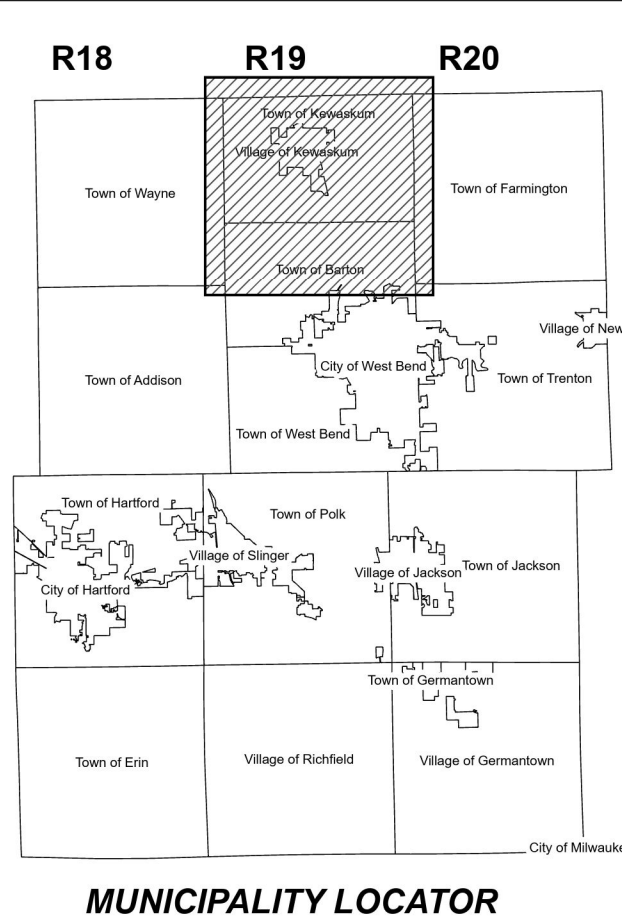 R18 R19 R20
Town of Kewaskum
Village of Kewaskum
Town of Wayne
Town of Farmington
Town of Barton
Village of New
City of West Bend
Town of Addison
Town of Trenton
Town of West Bend
Town of Hartford
Town of Polk
Village of Slinger
Town of Jackson
Village of Jackson
City of Hartford
Town of Germantown
Town of Erin
Village of Richfield
Village of Germantown
City of Milwauke
MUNICIPALITY LOCATOR